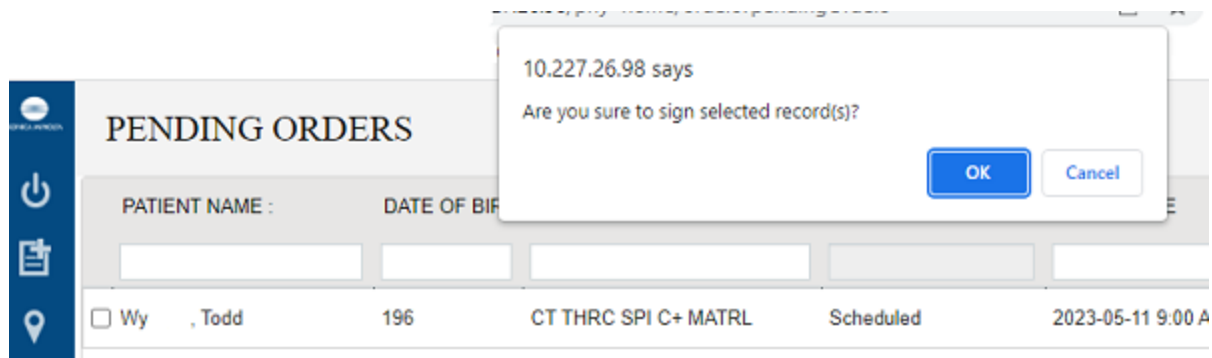 10.227.26.98 says
Are you sure to sign selected record(s)?
OK Cancel
PENDING ORDERS
PATIENT NAME : DATE OF BIR E
Wy , Todd 196 CT THRC SPI C+ MATRL Scheduled 2023-05-11 9:00 A